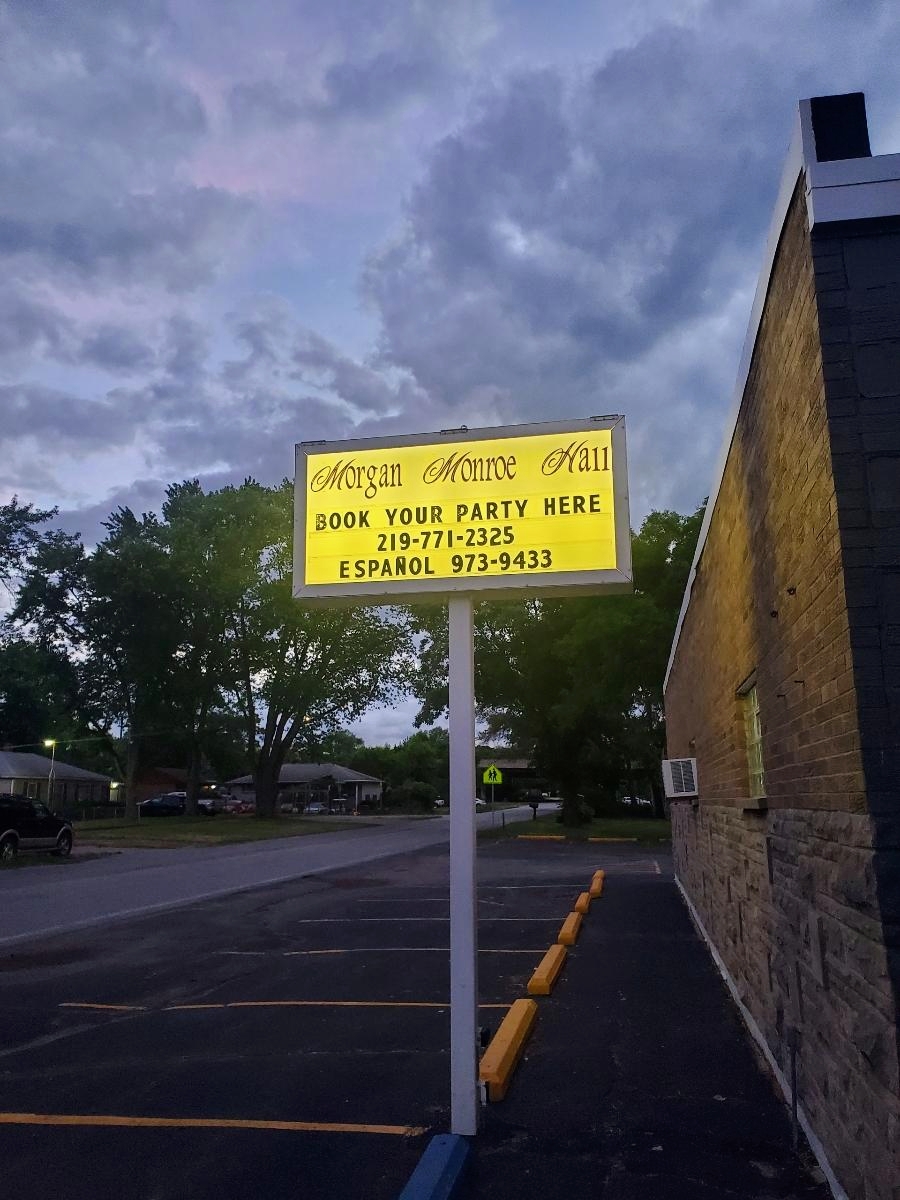 Morgan Monroe Hall
BOOK YOUR PARTY HERE
219-771-2325
ESPAÑOL 973-9433